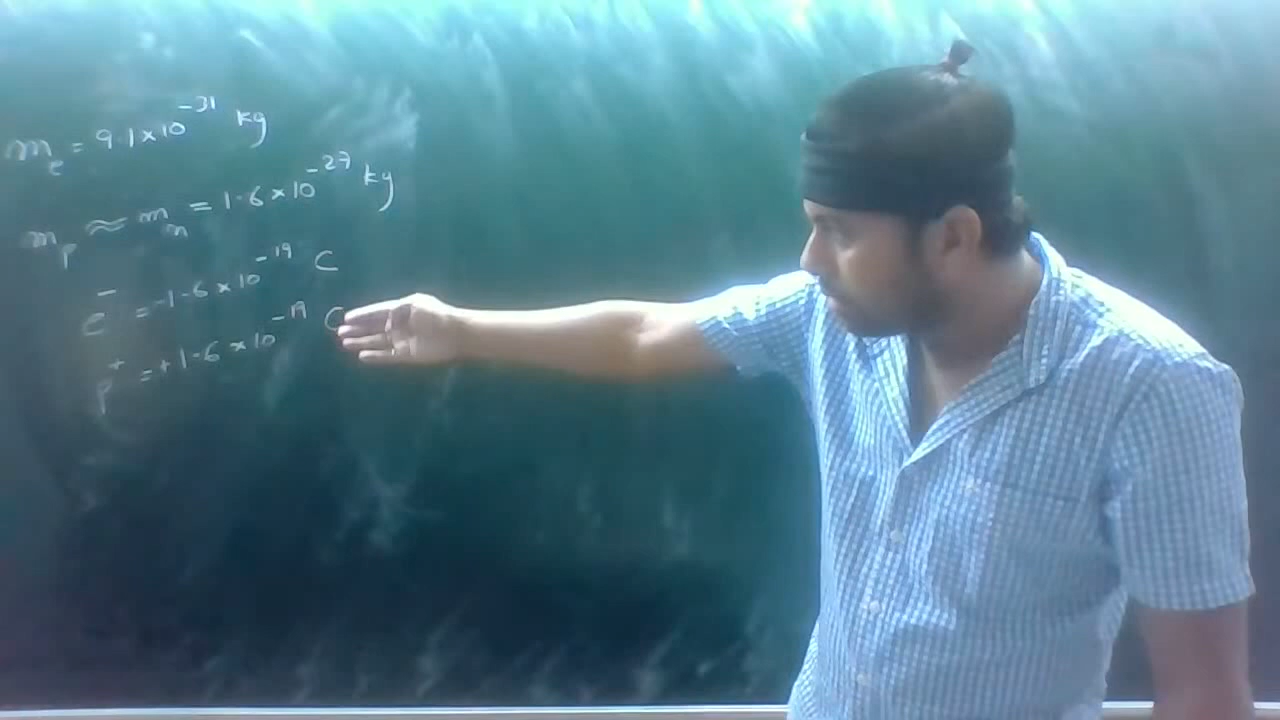 mₑ = 9.1 × 10⁻³¹ kg
mₚ ≈ mₙ = 1.6 × 10⁻²⁷ kg
e⁻ = -1.6 × 10⁻¹⁹ C
p⁺ = +1.6 × 10⁻¹⁹ C